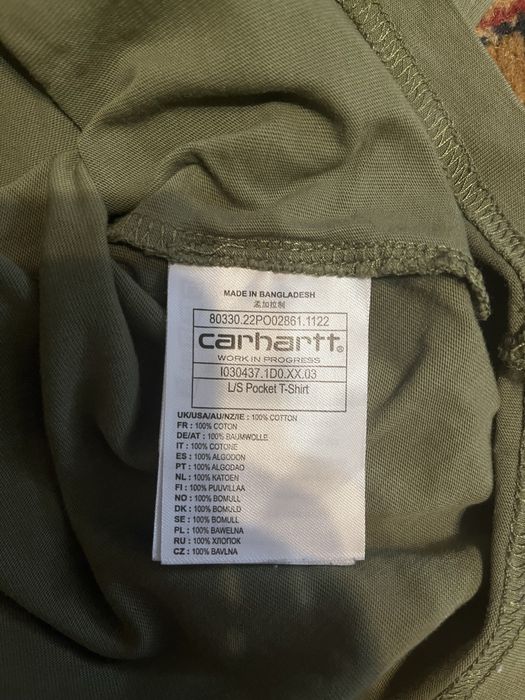 MADE IN BANGLADESH
孟加拉制
80330.22PO02861.1122
carhartt®
WORK IN PROGRESS
I030437.1D0.XX.03
L/S Pocket T-Shirt
UK/USA/AU/NZ/IE : 100% COTTON
FR : 100% COTON
DE/AT : 100% BAUMWOLLE
IT : 100% COTONE
ES : 100% ALGODON
PT : 100% ALGODAO
NL : 100% KATOEN
FI : 100% PUUVILLAA
NO : 100% BOMULL
DK : 100% BOMULD
SE : 100% BOMULL
PL : 100% BAWELNA
RU : 100% ХЛОПОК
CZ : 100% BAVLNA